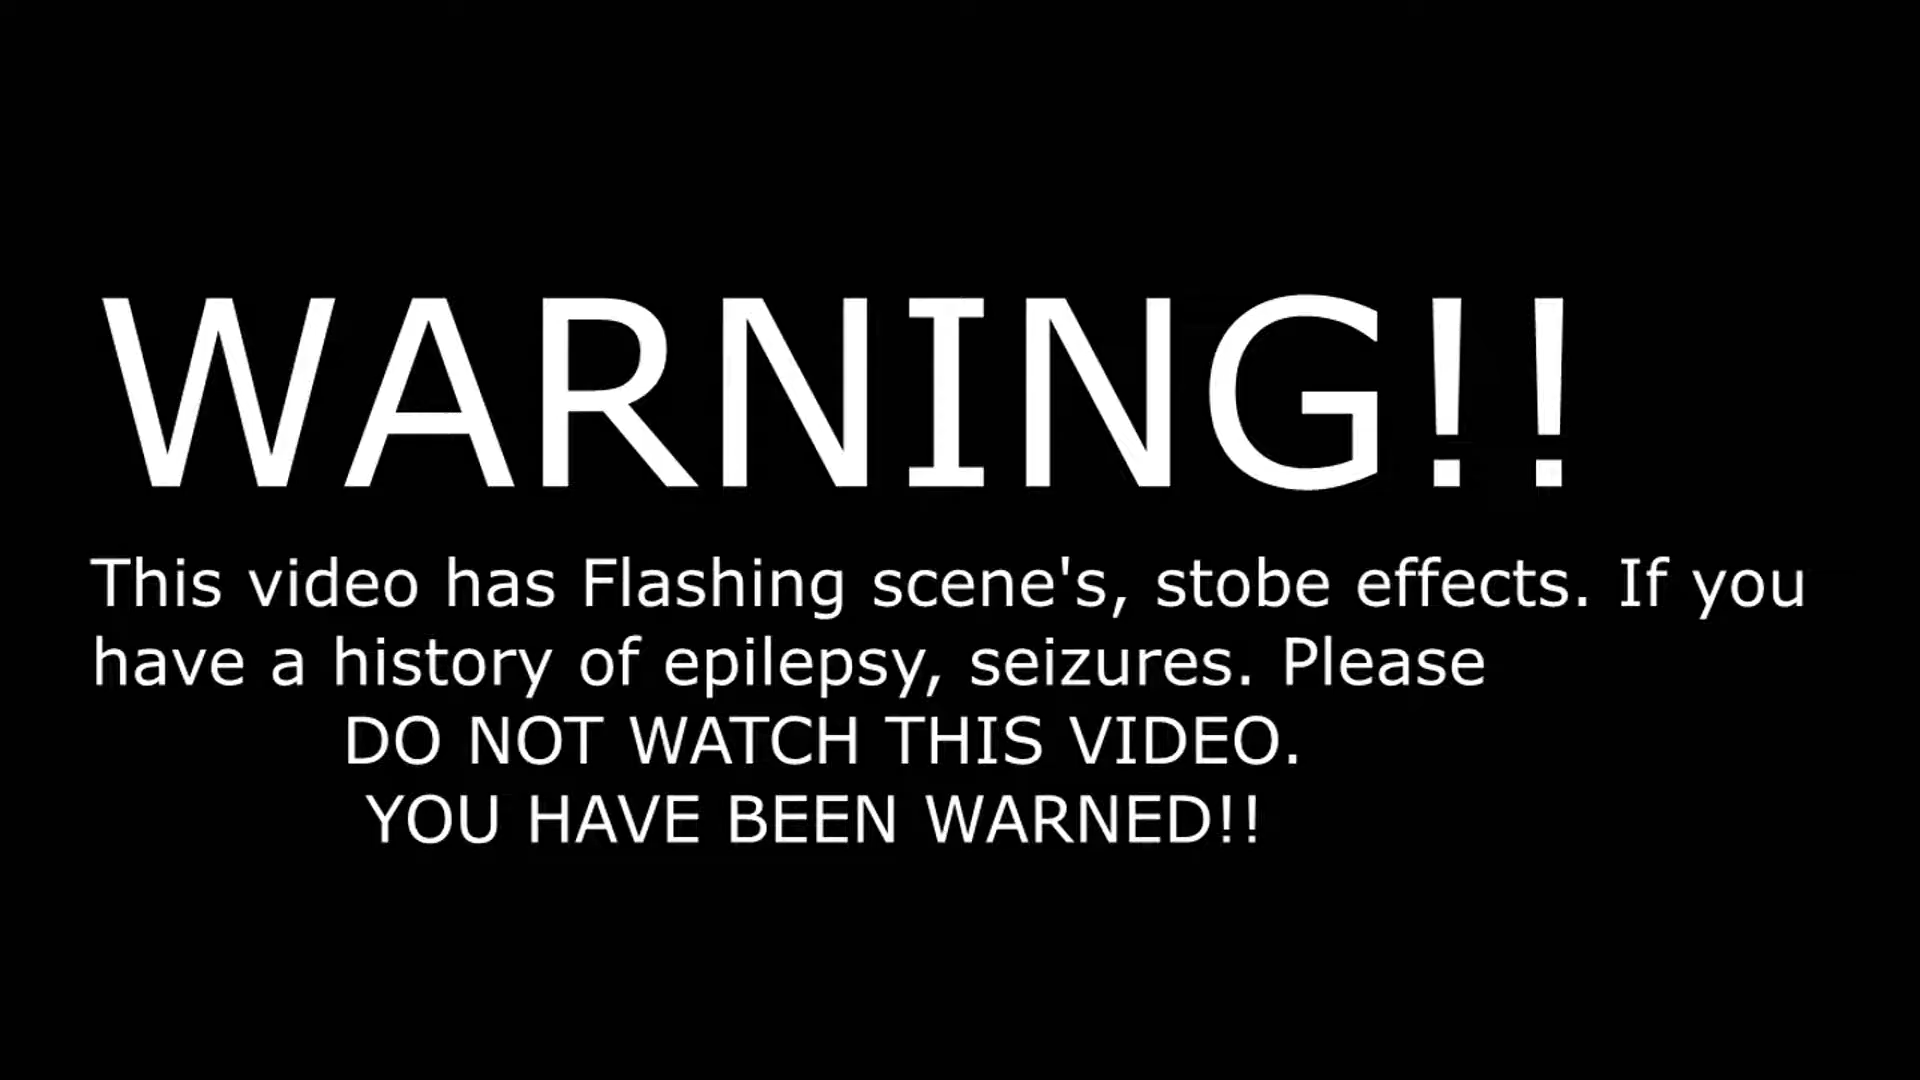 WARNING!!
This video has Flashing scene's, stobe effects. If you
have a history of epilepsy, seizures. Please
DO NOT WATCH THIS VIDEO.
YOU HAVE BEEN WARNED!!